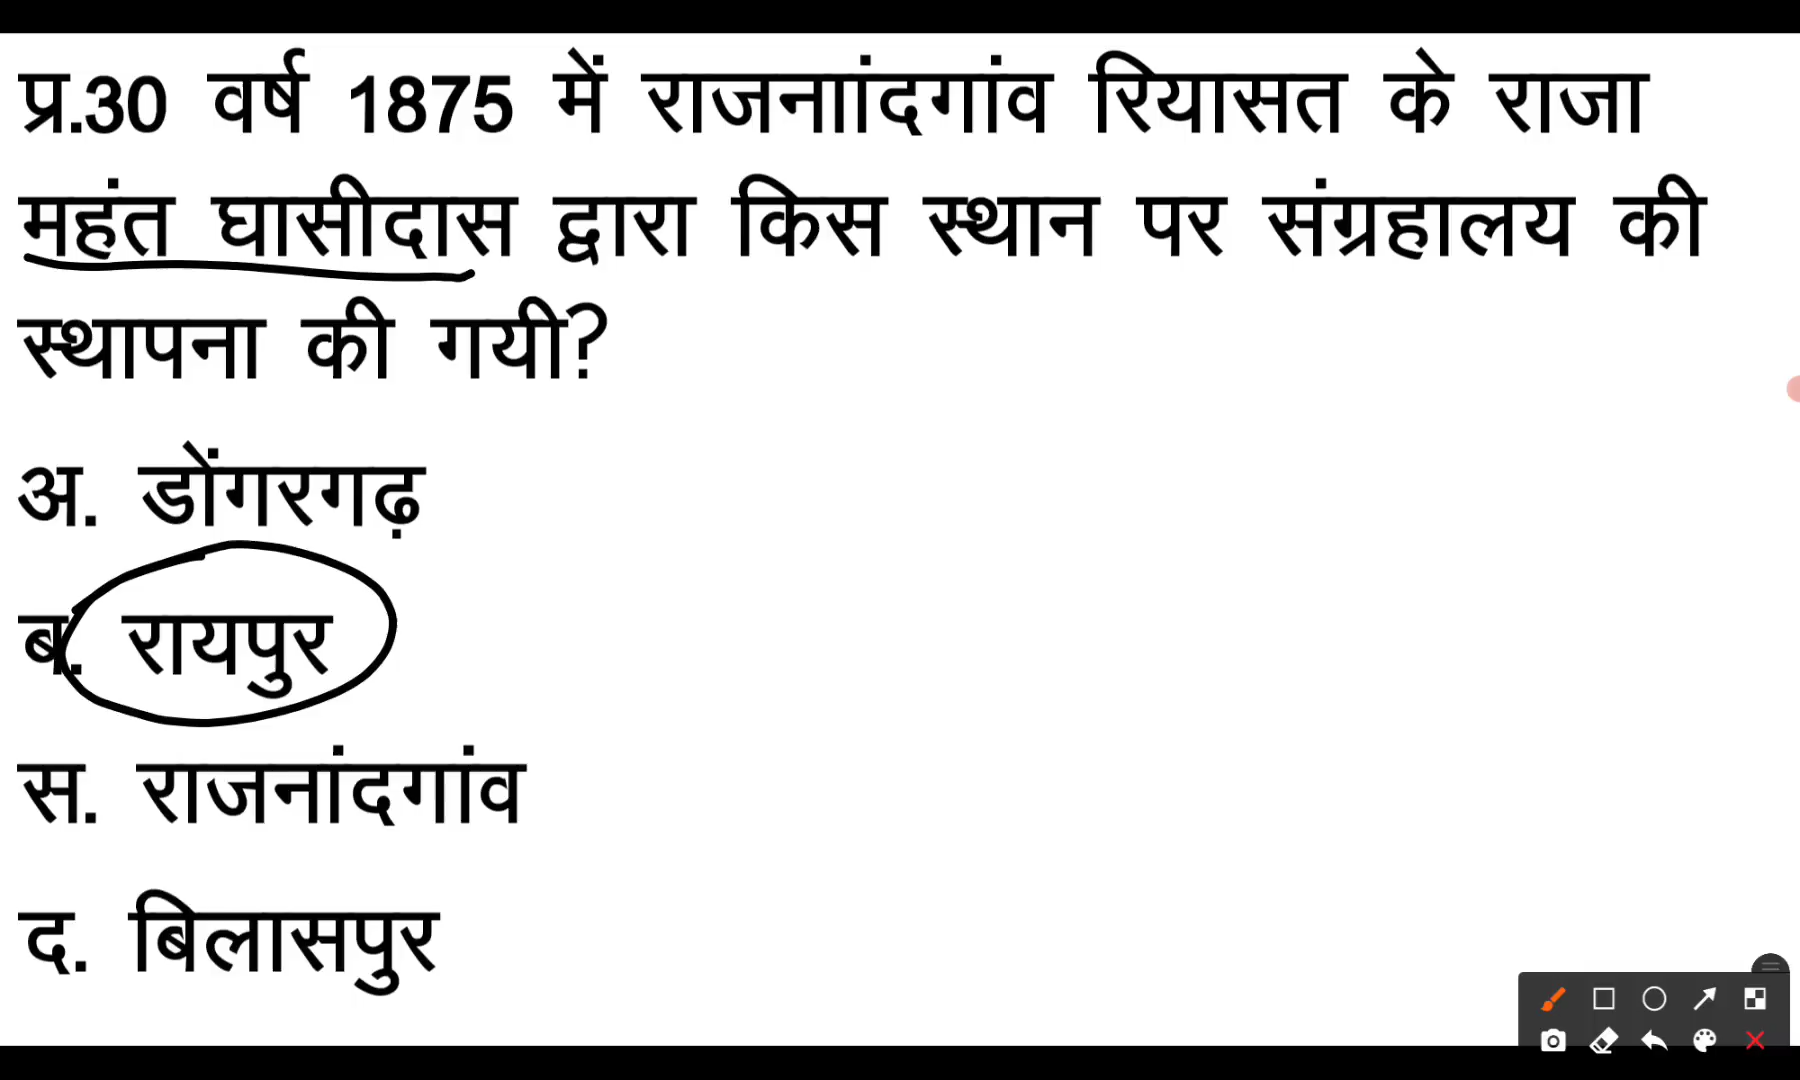 प्र.30 वर्ष 1875 में राजनाांदगांव रियासत के राजा
महंत घासीदास द्वारा किस स्थान पर संग्रहालय की
स्थापना की गयी?
अ. डोंगरगढ़
ब. रायपुर
स. राजनांदगांव
द. बिलासपुर